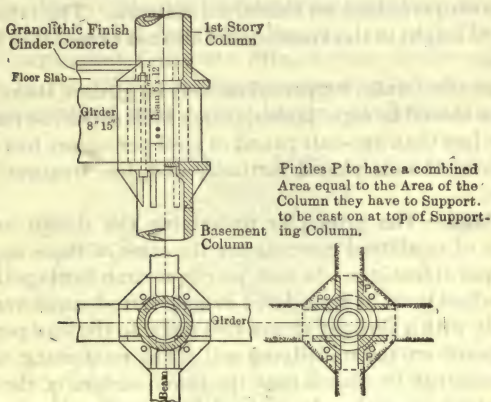 Granolithic Finish
Cinder Concrete
1st Story
Column
Floor Slab
Beam 6 x 12
Girder
8" 15"
Pintles P to have a combined
Area equal to the Area of the
Column they have to Support.
to be cast on at top of Support-
ing Column.
Basement
Column
Girder
Beam
P
P
P
P